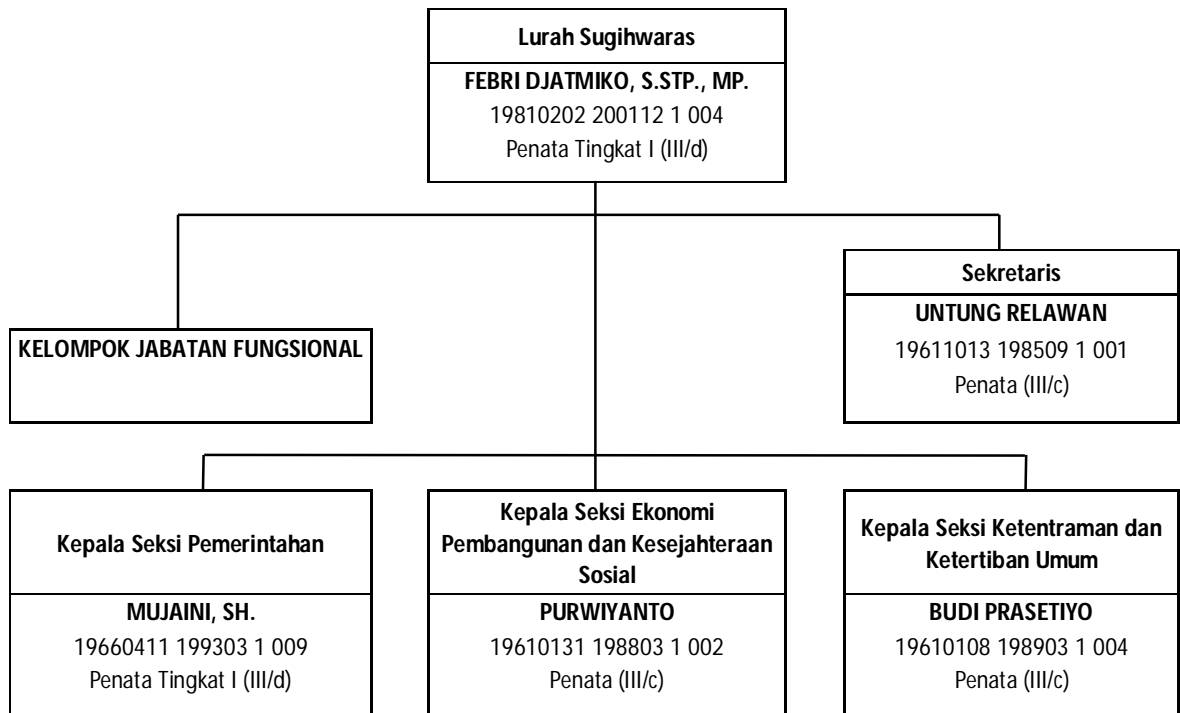 Lurah Sugihwaras
FEBRI DJATMIKO, S.STP., MP.
19810202 200112 1 004
Penata Tingkat I (III/d)
Sekretaris
UNTUNG RELAWAN
19611013 198509 1 001
Penata (III/c)
KELOMPOK JABATAN FUNGSIONAL
Kepala Seksi Pemerintahan
MUJAINI, SH.
19660411 199303 1 009
Penata Tingkat I (III/d)
Kepala Seksi Ekonomi
Pembangunan dan Kesejahteraan
Sosial
PURWIYANTO
19610131 198803 1 002
Penata (III/c)
Kepala Seksi Ketentraman dan
Ketertiban Umum
BUDI PRASETIYO
19610108 198903 1 004
Penata (III/c)